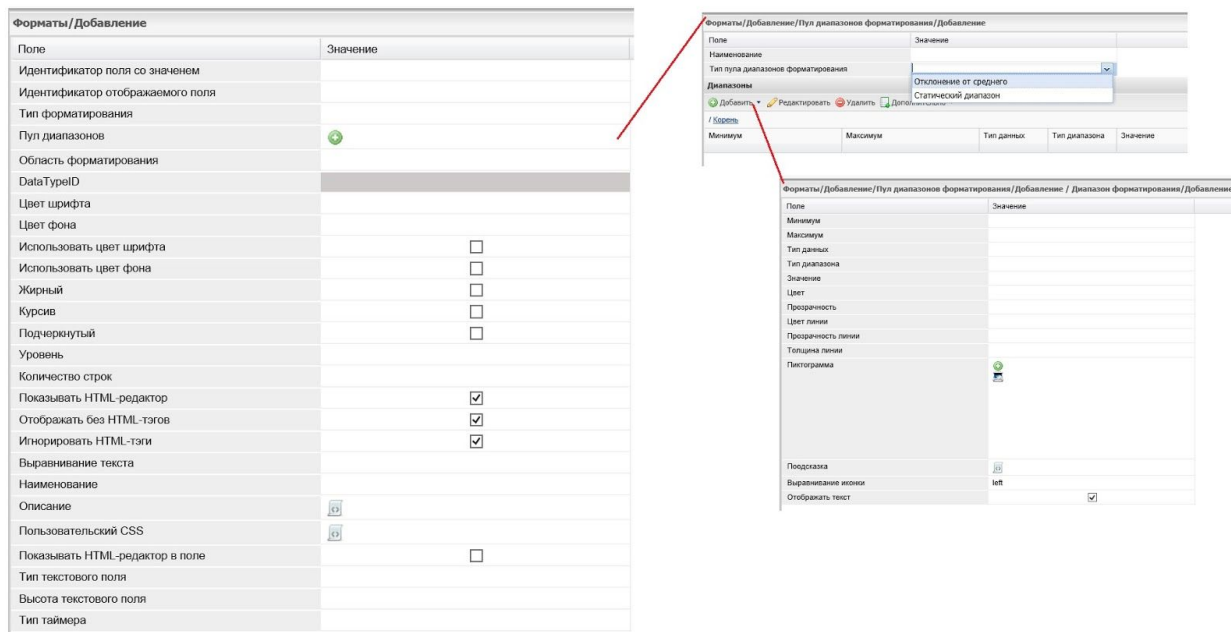 Форматы/Добавление
Поле Значение
Идентификатор поля со значенем
Идентификатор отображаемого поля
Тип форматирования
Пул диапазонов
Область форматирования
DataTypeID
Цвет шрифта
Цвет фона
Использовать цвет шрифта
Использовать цвет фона
Жирный
Курсив
Подчеркнутый
Уровень
Количество строк
Показывать HTML-редактор
Отображать без HTML-тэгов
Игнорировать HTML-тэги
Выравнивание текста
Наименование
Описание
Пользовательский CSS
Показывать HTML-редактор в поле
Тип текстового поля
Высота текстового поля
Тип таймера
Форматы/Добавление/Пул диапазонов форматирования/Добавление
Поле Значение
Наименование
Тип пула диапазонов форматирования
Отклонение от среднего
Статический диапазон
Диапазоны
Добавить Редактировать Удалить Дополнительно
/ Корень
Минимум Максимум Тип данных Тип диапазона Значение
Форматы/Добавление/Пул диапазонов форматирования/Добавление / Диапазон форматирования/Добавление
Поле Значение
Минимум
Максимум
Тип данных
Тип диапазона
Значение
Цвет
Прозрачность
Цвет линии
Прозрачность линии
Толщина линии
Пиктограмма
Поодсказка
Выравнивание иконки left
Отображать текст